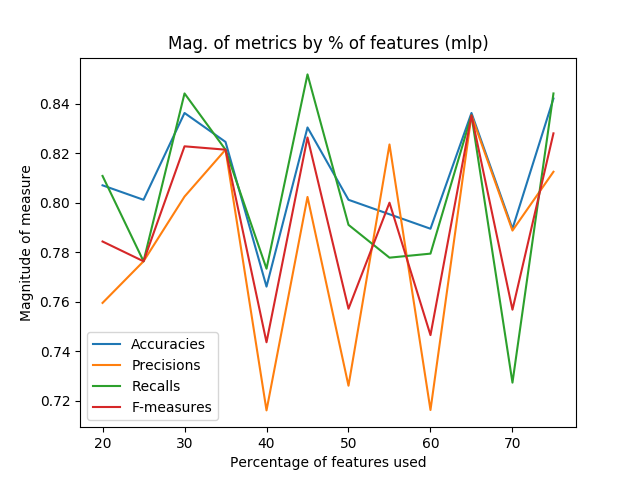 Mag. of metrics by % of features (mlp)
Magnitude of measure
0.84
0.82
0.80
0.78
0.76
0.74
0.72
Accuracies
Precisions
Recalls
F-measures
20 30 40 50 60 70
Percentage of features used